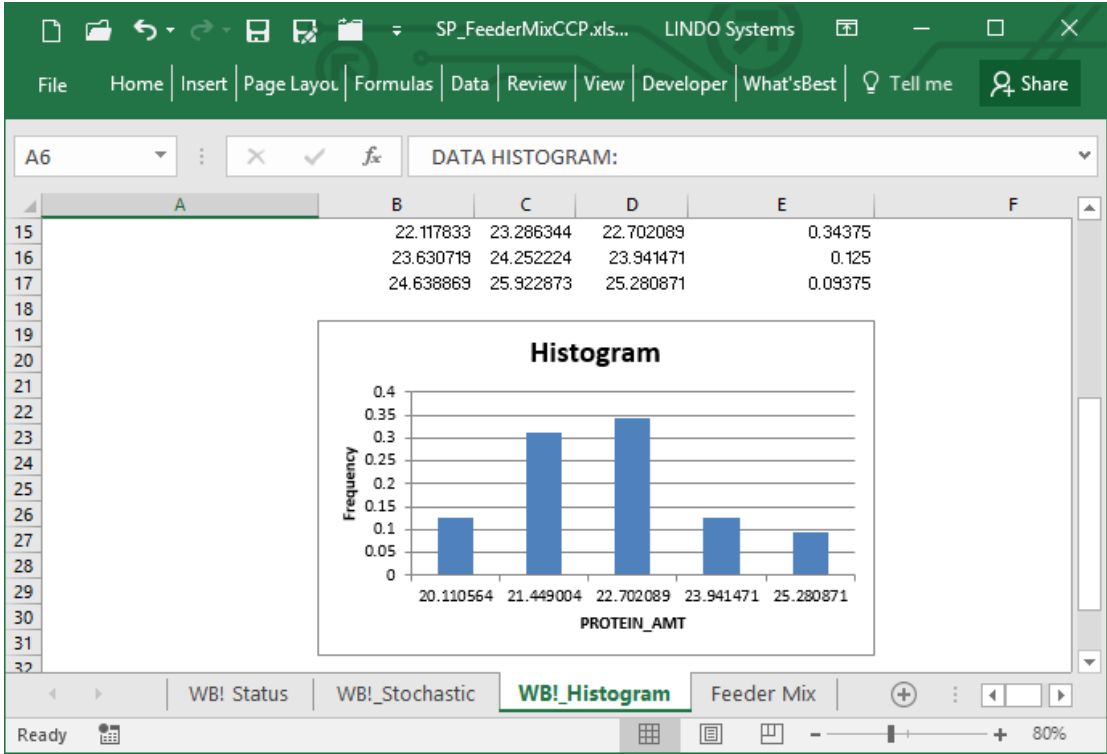 SP_FeederMixCCP.xls... LINDO Systems
File Home Insert Page Layou Formulas Data Review View Developer What'sBest Tell me Share
A6 fx DATA HISTOGRAM:
A B C D E F
15 22.117833 23.286344 22.702089 0.34375
16 23.630719 24.252224 23.941471 0.125
17 24.638869 25.922873 25.280871 0.09375
18
19
20
21
22
23
24
25
26
27
28
29
30
31
32
Histogram
0.4
0.35
0.3
0.25
0.2
0.15
0.1
0.05
0
Frequency
20.110564 21.449004 22.702089 23.941471 25.280871
PROTEIN_AMT
WB! Status WB!_Stochastic WB!_Histogram Feeder Mix
Ready 80%